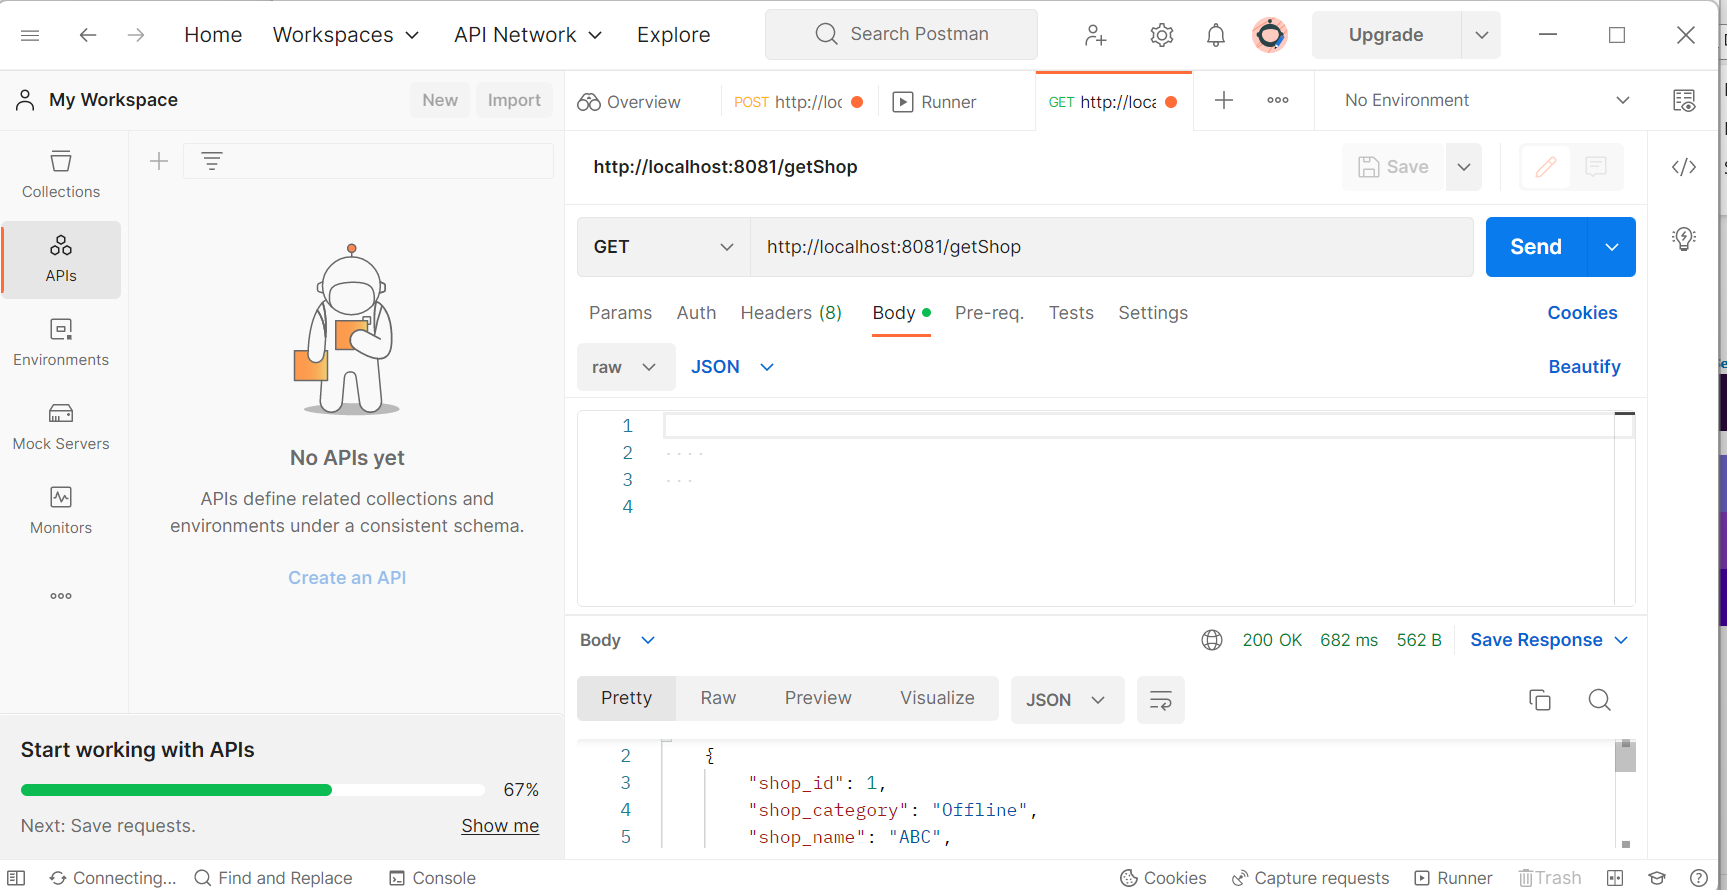 Home Workspaces API Network Explore Search Postman Upgrade
My Workspace New Import
Overview POST http://loc Runner GET http://loca No Environment
Collections
APIs
Environments
Mock Servers
Monitors
No APIs yet
APIs define related collections and
environments under a consistent schema.
Create an API
Start working with APIs
67%
Next: Save requests. Show me
http://localhost:8081/getShop Save
GET http://localhost:8081/getShop Send
Params Auth Headers (8) Body Pre-req. Tests Settings Cookies
raw JSON Beautify
1
2
3
4
Body 200 OK 682 ms 562 B Save Response
Pretty Raw Preview Visualize JSON
2 {
3 "shop_id": 1,
4 "shop_category": "Offline",
5 "shop_name": "ABC",
Connecting... Find and Replace Console Cookies Capture requests Runner Trash